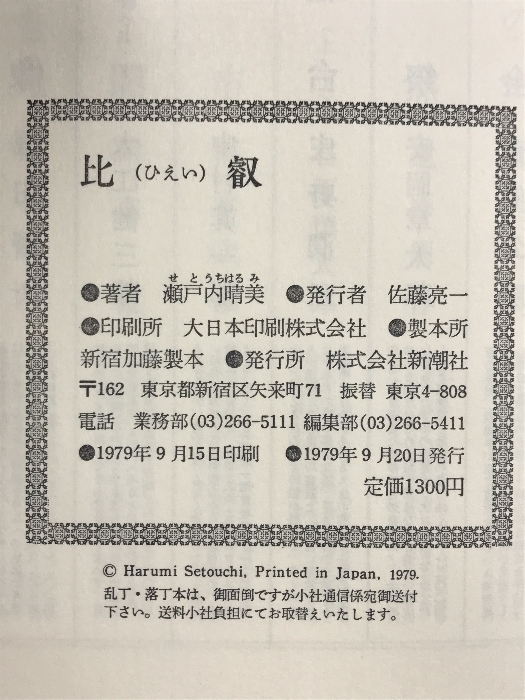 比（ひえい）叡
せとうちはるみ
●著者　瀬戸内晴美　●発行者　佐藤亮一
●印刷所　大日本印刷株式会社　●製本所
新宿加藤製本　●発行所　株式会社新潮社
〒162　東京都新宿区矢来町71　振替　東京4-808
電話　業務部(03)266-5111 編集部(03)266-5411
●1979年9月15日印刷　●1979年9月20日発行
定価1300円
© Harumi Setouchi, Printed in Japan, 1979.
乱丁・落丁本は、御面倒ですが小社通信係宛御送付
下さい。送料小社負担にてお取替えいたします。